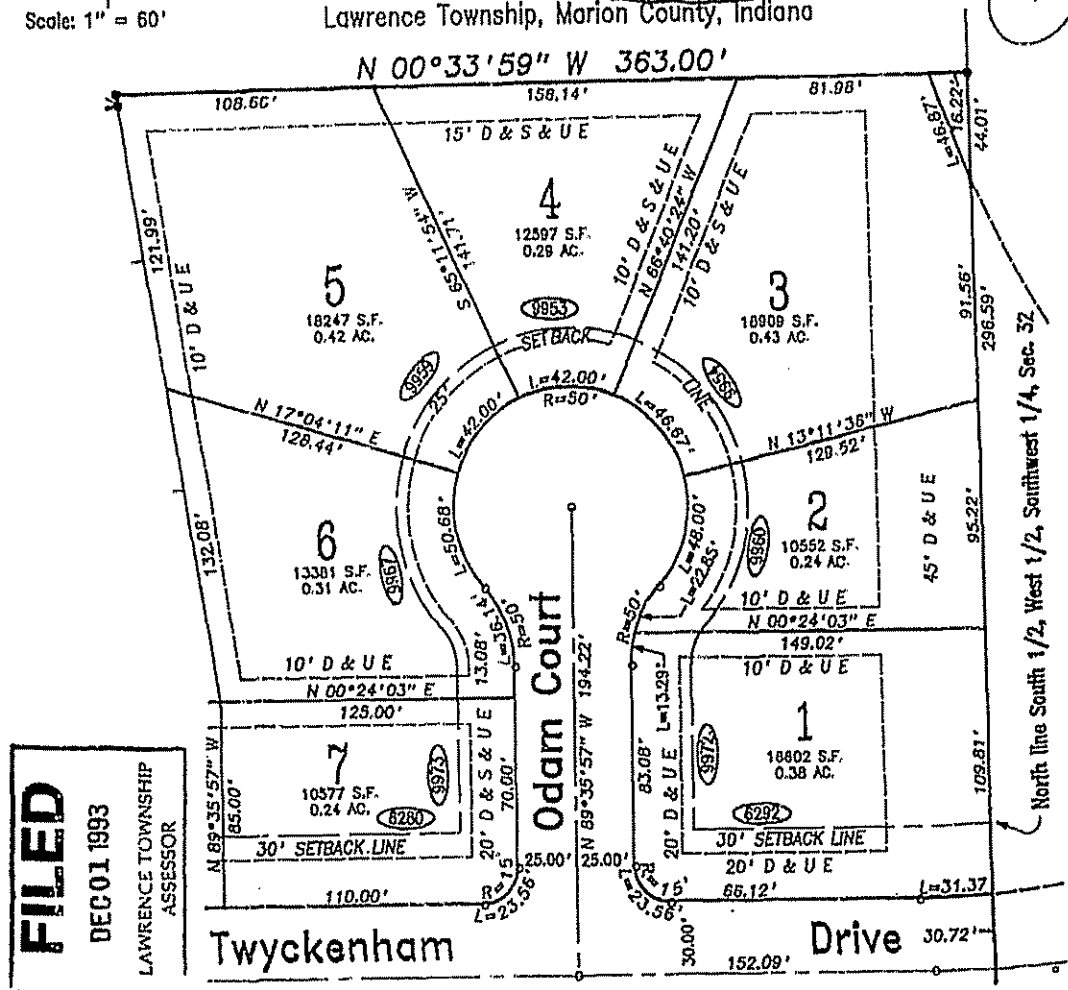 Scale: 1" = 60'
Lawrence Township, Marion County, Indiana
N 00°33'59" W 363.00'
108.60'
158.14'
81.98'
L=46.87'
16.22'
44.01'
15' D & S & U E
121.99'
10' D & U E
S 65°11'54" W
141.71'
4
12597 S.F.
0.29 AC.
10' D & S & U E
N 66°40'24" W
141.20'
10' D & S & U E
5
18247 S.F.
0.42 AC.
3
18909 S.F.
0.43 AC.
91.56'
296.59'
9953
SETBACK
LINE
9959
25'
9954
L=42.00'
R=50'
L=42.00'
L=46.67'
N 17°04'11" E
128.44'
N 13°11'36" W
129.52'
132.08'
6
13381 S.F.
0.31 AC.
9967
L=50.68'
2
10552 S.F.
0.24 AC.
9960
L=48.00'
L=22.85'
45' D & U E
95.22'
North line South 1/2, West 1/2, Southwest 1/4, Sec. 32
L=36.14'
R=50'
R=50'
10' D & U E
N 00°24'03" E
149.02'
10' D & U E
10' D & U E
13.08'
N 00°24'03" E
125.00'
L=13.29'
Odam Court
N 89°35'57" W 194.22'
N 89°35'57" W
85.00'
7
10577 S.F.
0.24 AC.
9973
6280
30' SETBACK LINE
20' D & S & U E
70.00'
83.08'
20' D & U E
9972
1
0.38 AC.
6292
30' SETBACK LINE
20' D & U E
109.81'
25.00'
25.00'
R=15'
L=23.56'
R=15'
L=23.56'
110.00'
66.12'
L=31.37
Twyckenham
Drive
30.00'
30.72'
152.09'
FILED
DEC 01 1993
LAWRENCE TOWNSHIP
ASSESSOR